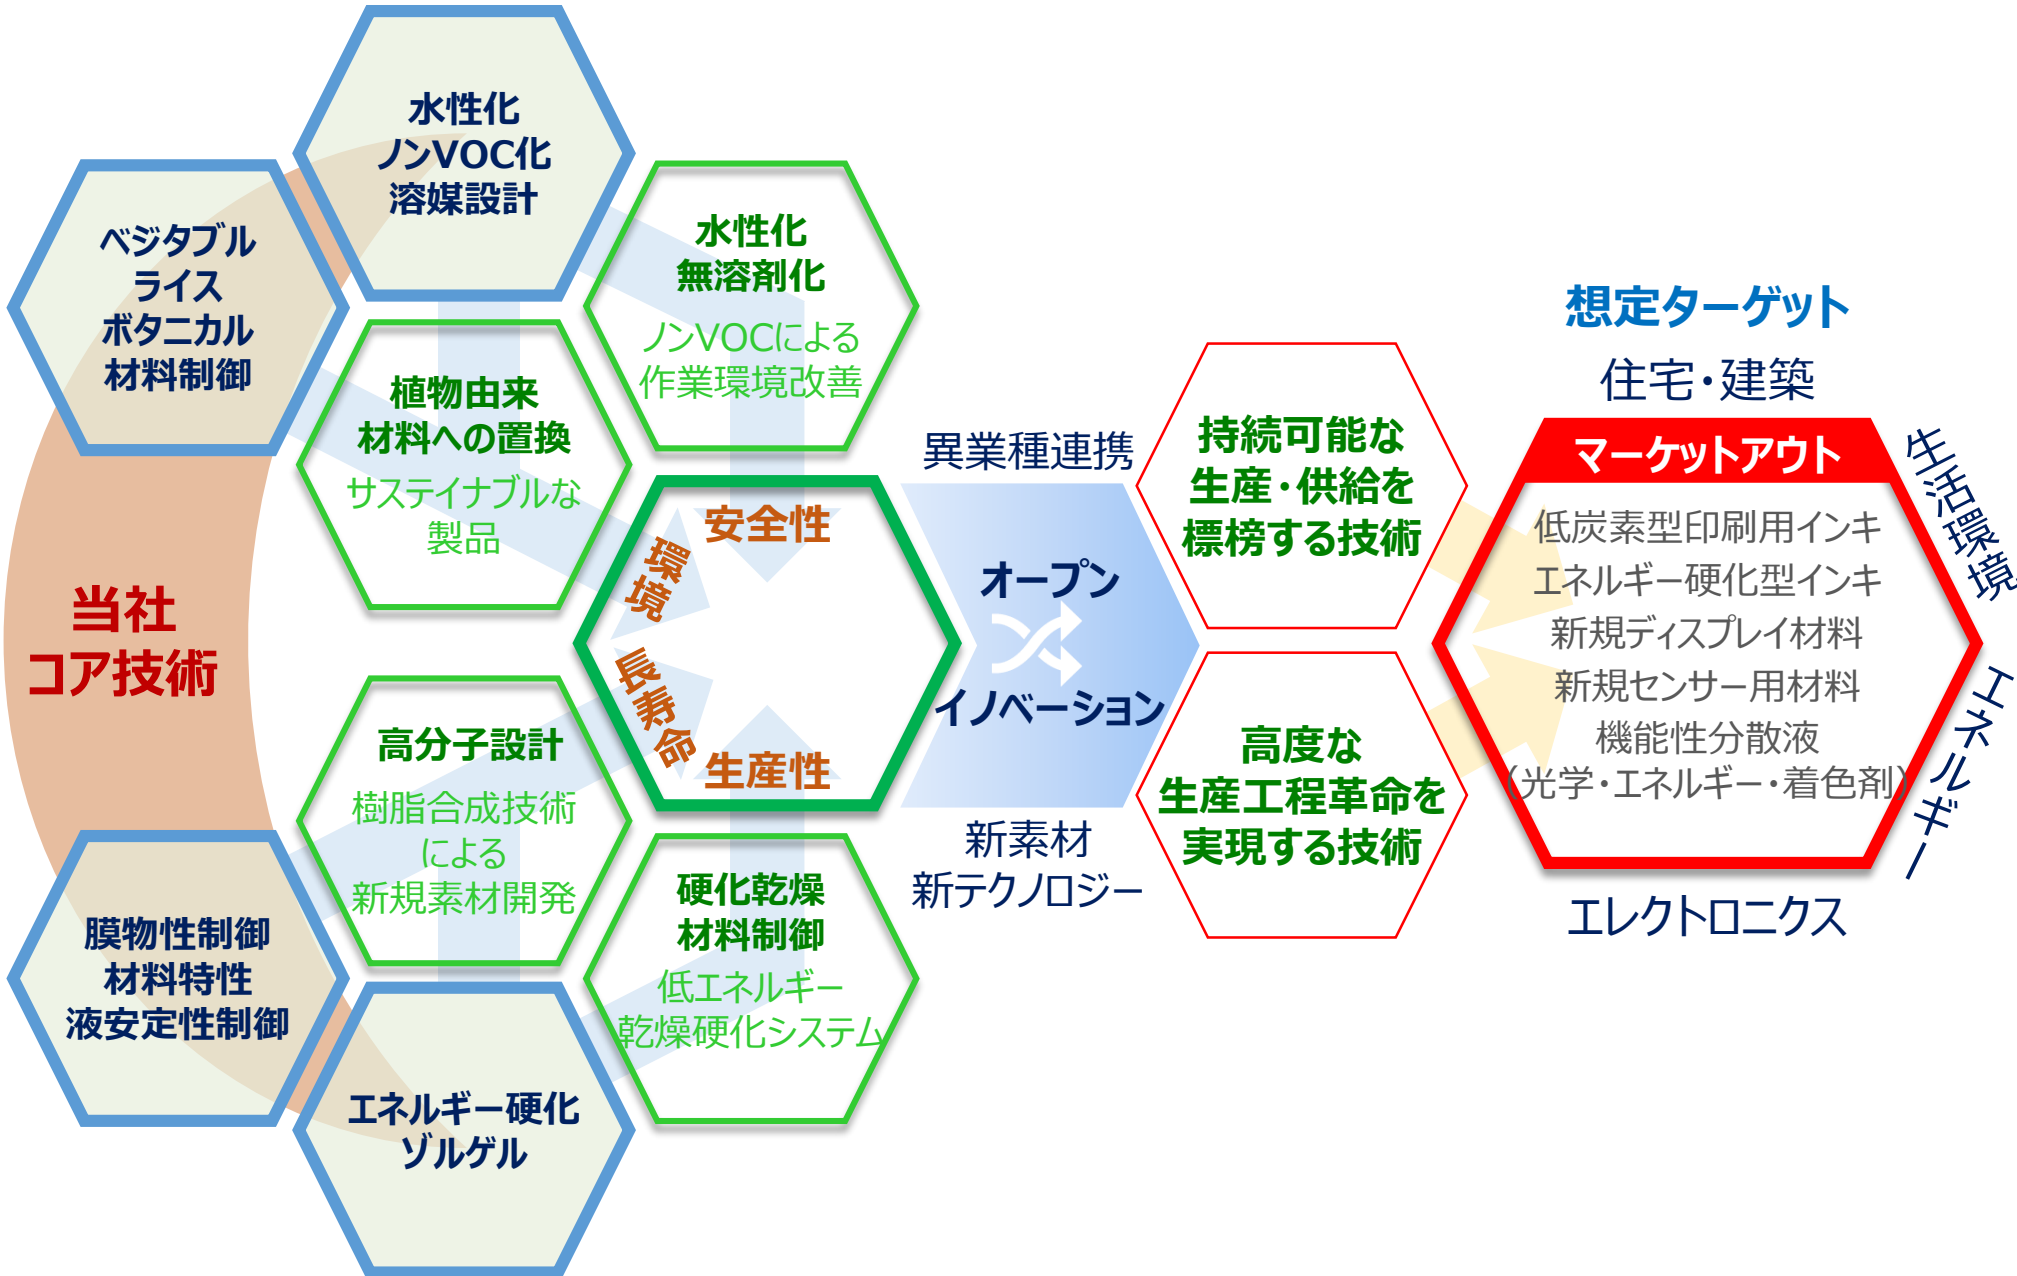 水性化
ノンVOC化
溶媒設計
ベジタブル
ライス
ボタニカル
材料制御
当社
コア技術
膜物性制御
材料特性
液安定性制御
エネルギー硬化
ゾルゲル
水性化
無溶剤化
ノンVOCによる
作業環境改善
植物由来
材料への置換
サステイナブルな
製品
高分子設計
樹脂合成技術
による
新規素材開発
硬化乾燥
材料制御
低エネルギー
乾燥硬化システム
安全性
環境
長寿命
生産性
異業種連携
オープン
イノベーション
新素材
新テクノロジー
持続可能な
生産・供給を
標榜する技術
高度な
生産工程革命を
実現する技術
想定ターゲット
住宅・建築
マーケットアウト
低炭素型印刷用インキ
エネルギー硬化型インキ
新規ディスプレイ材料
新規センサー用材料
機能性分散液
（光学・エネルギー・着色剤）
生活環境
エネルギー
エレクトロニクス